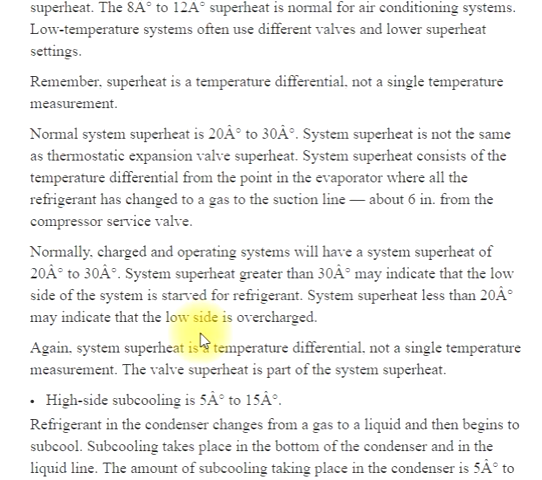 superheat. The 8Â° to 12Â° superheat is normal for air conditioning systems.
Low-temperature systems often use different valves and lower superheat
settings.
Remember, superheat is a temperature differential, not a single temperature
measurement.
Normal system superheat is 20Â° to 30Â°. System superheat is not the same
as thermostatic expansion valve superheat. System superheat consists of the
temperature differential from the point in the evaporator where all the
refrigerant has changed to a gas to the suction line — about 6 in. from the
compressor service valve.
Normally, charged and operating systems will have a system superheat of
20Â° to 30Â°. System superheat greater than 30Â° may indicate that the low
side of the system is starved for refrigerant. System superheat less than 20Â°
may indicate that the low side is overcharged.
Again, system superheat is a temperature differential, not a single temperature
measurement. The valve superheat is part of the system superheat.
• High-side subcooling is 5Â° to 15Â°.
Refrigerant in the condenser changes from a gas to a liquid and then begins to
subcool. Subcooling takes place in the bottom of the condenser and in the
liquid line. The amount of subcooling taking place in the condenser is 5Â° to